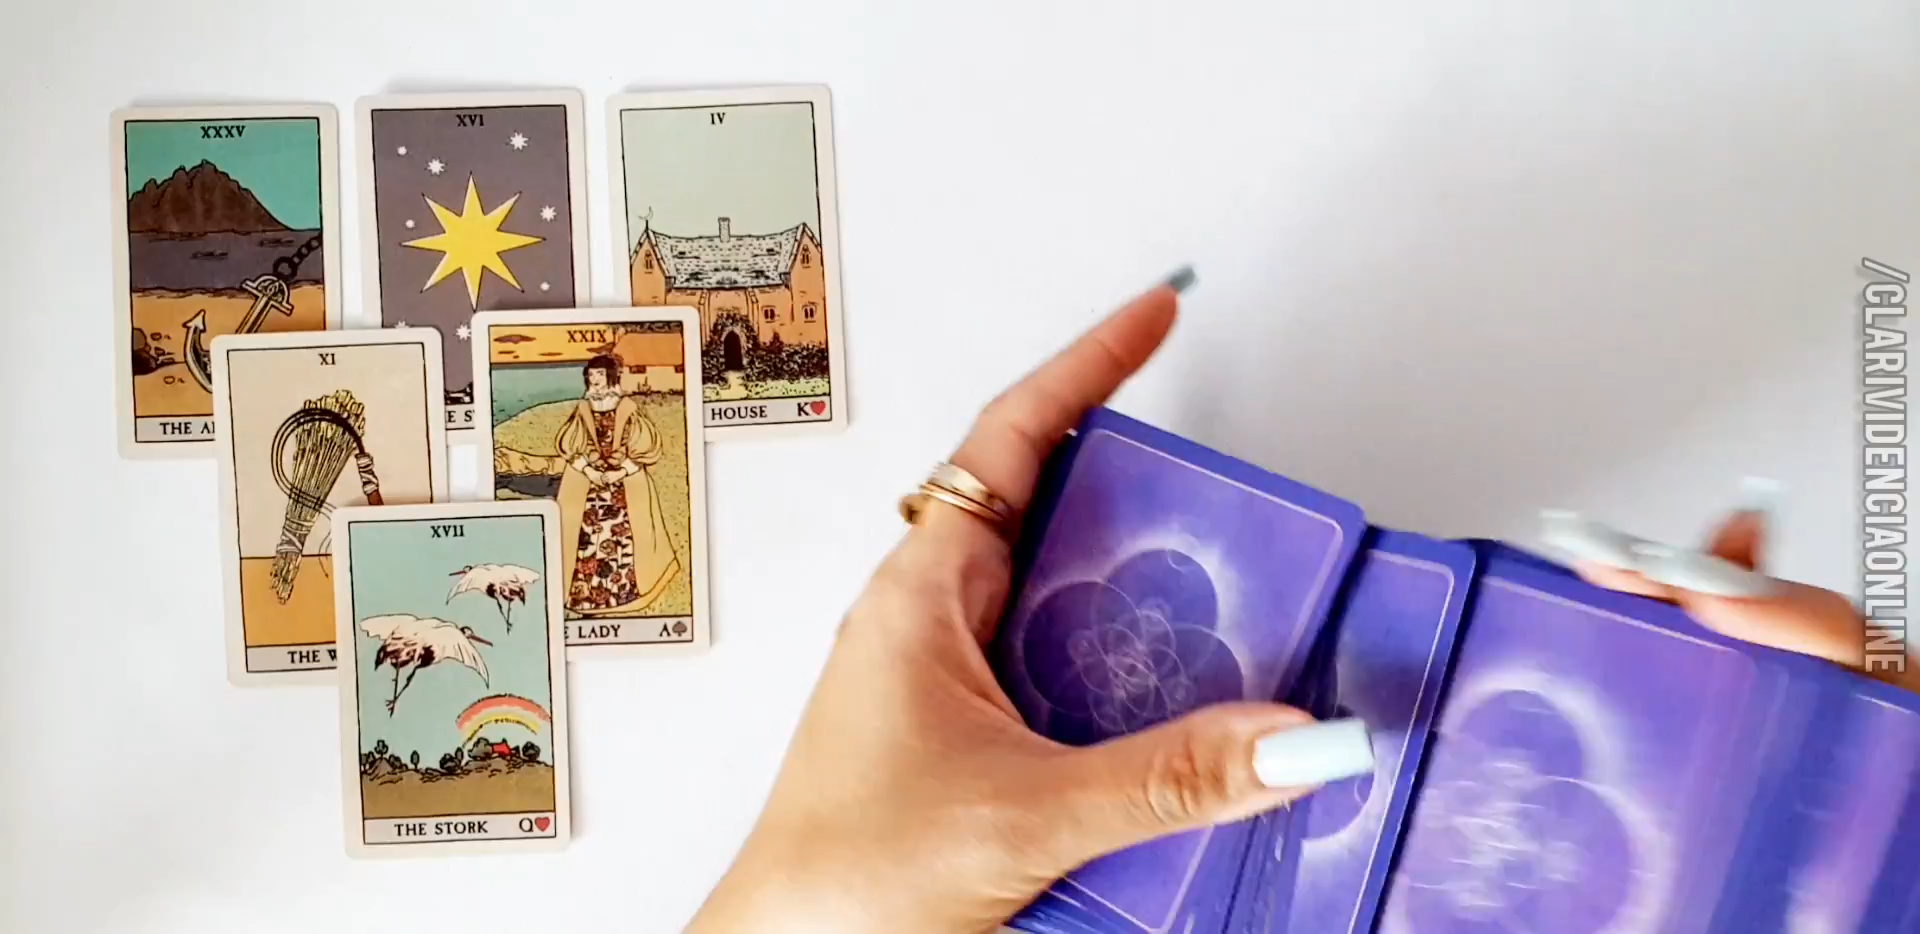 XXXV
XVI
IV
THE
HOUSE K♥
XI
XXIX
THE
LADY A♠
XVII
THE STORK Q♥
/CLARIVIDENCIAONLINE